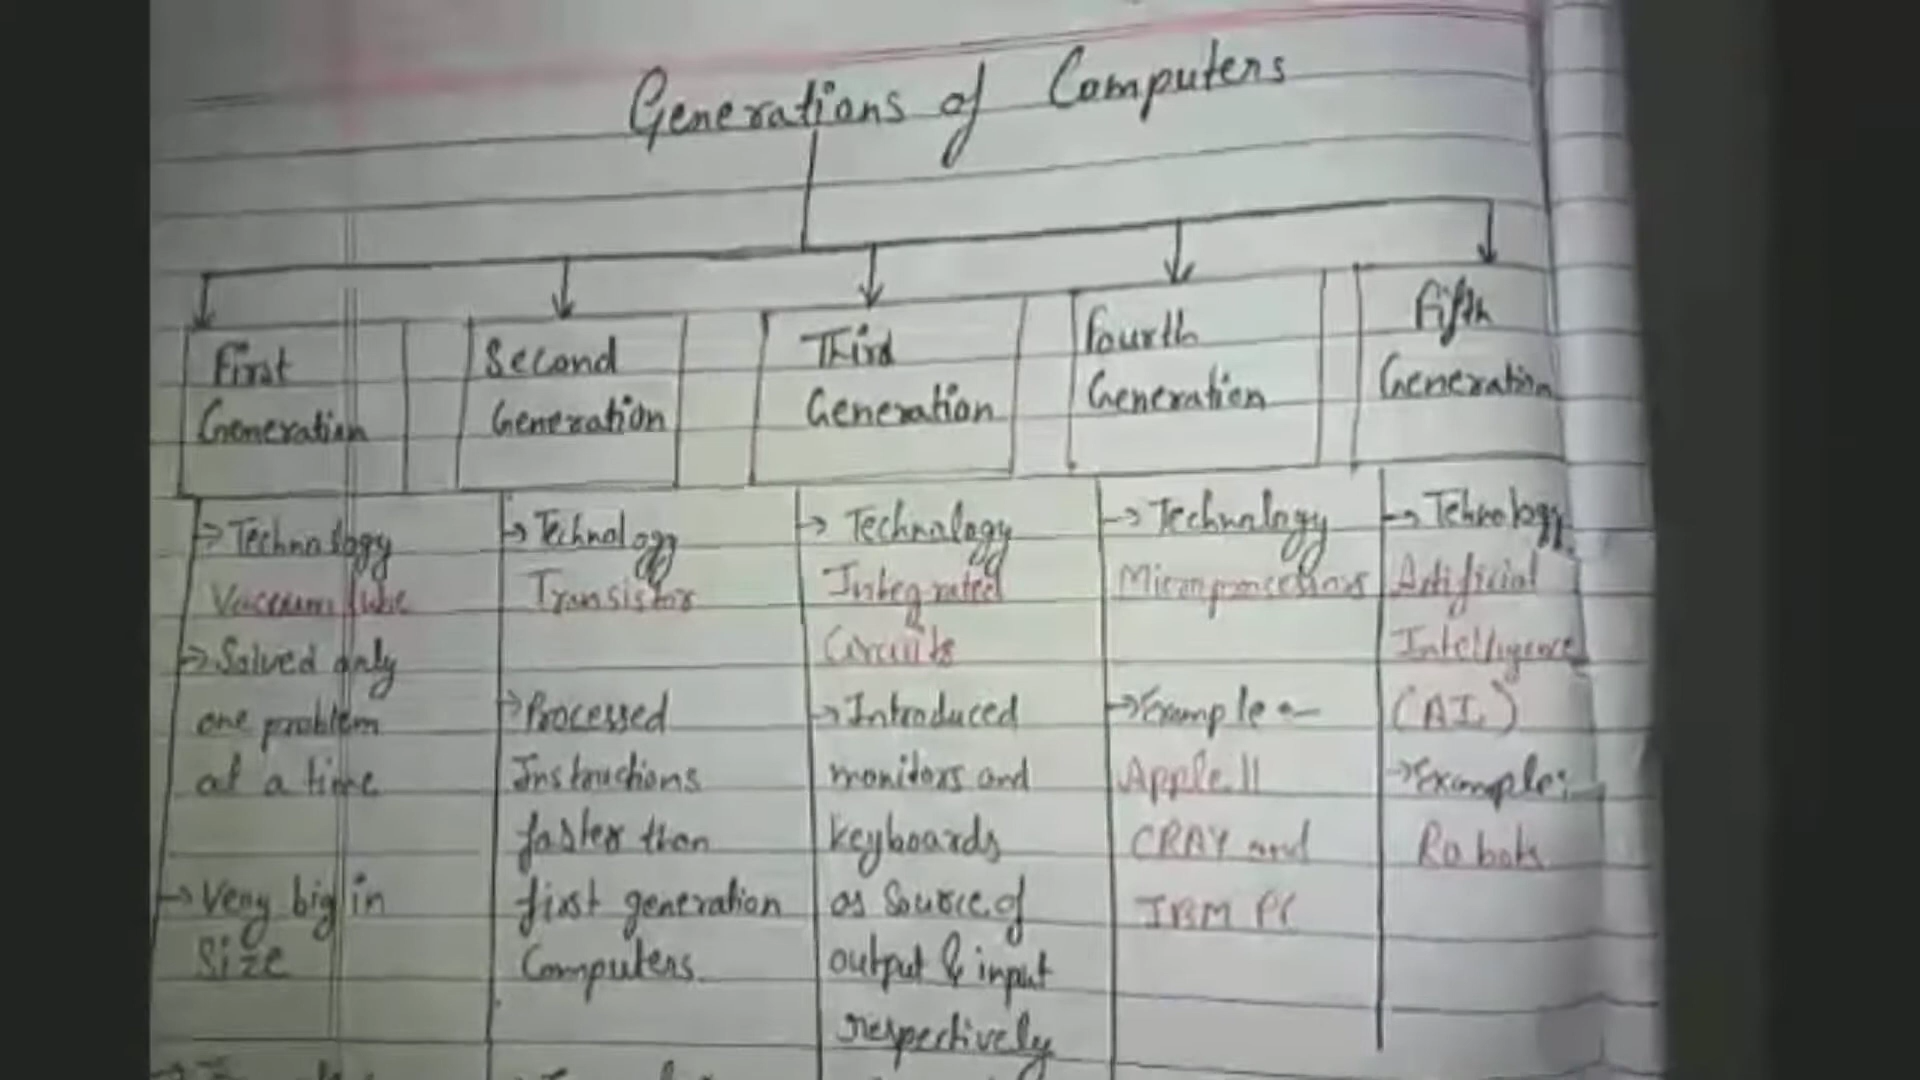 Generations of Computers
First
Generation
Second
Generation
Third
Generation
Fourth
Generation
Fifth
Generation
→ Technology
Vaccum tube
→ Solved only
one problem
at a time
→ Very big in
Size
→ Technology
Transistor
→ Processed
Instructions
faster than
first generation
Computers.
→ Technology
Integrated
Circuits
→ Introduced
monitors and
keyboards
as source of
output & input
respectively
→ Technology
Microprocessors
→ Example -
Apple II
CRAY and
IBM PC
→ Tehnology
Artificial
Intelligence
(AI)
→ Example:
Robots